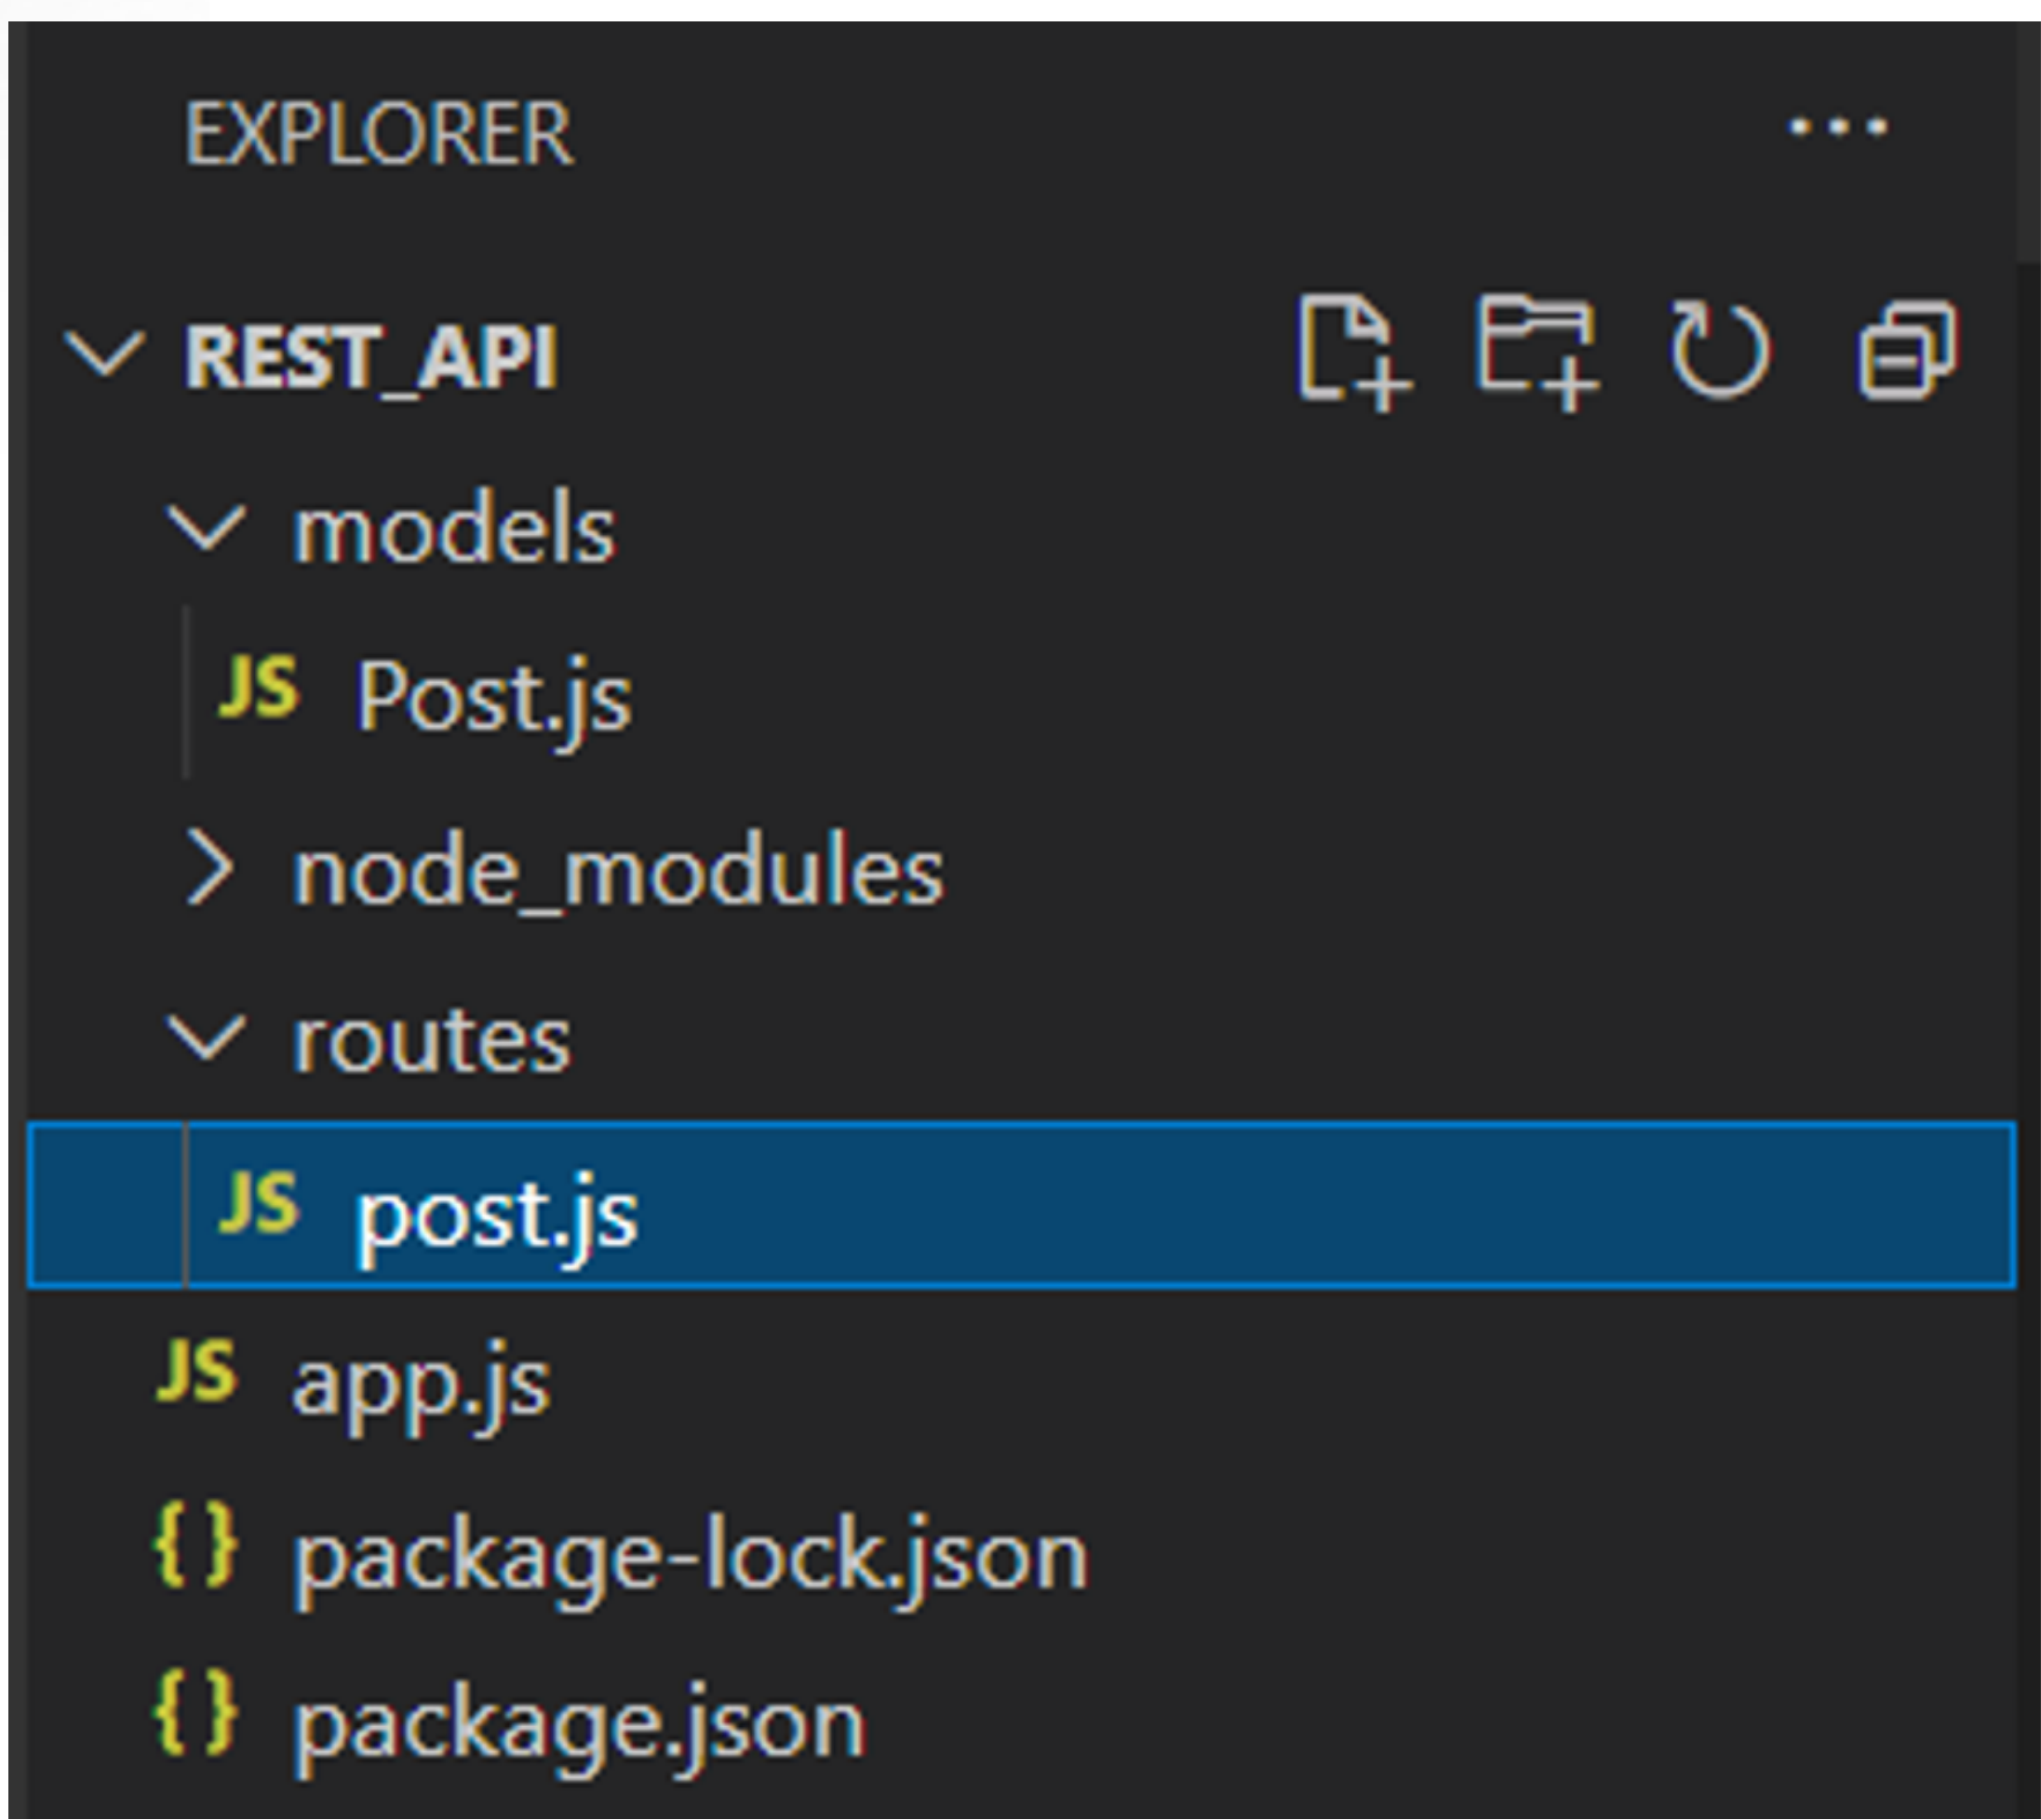 EXPLORER ...
REST_API
models
JS Post.js
node_modules
routes
JS post.js
JS app.js
{} package-lock.json
{} package.json